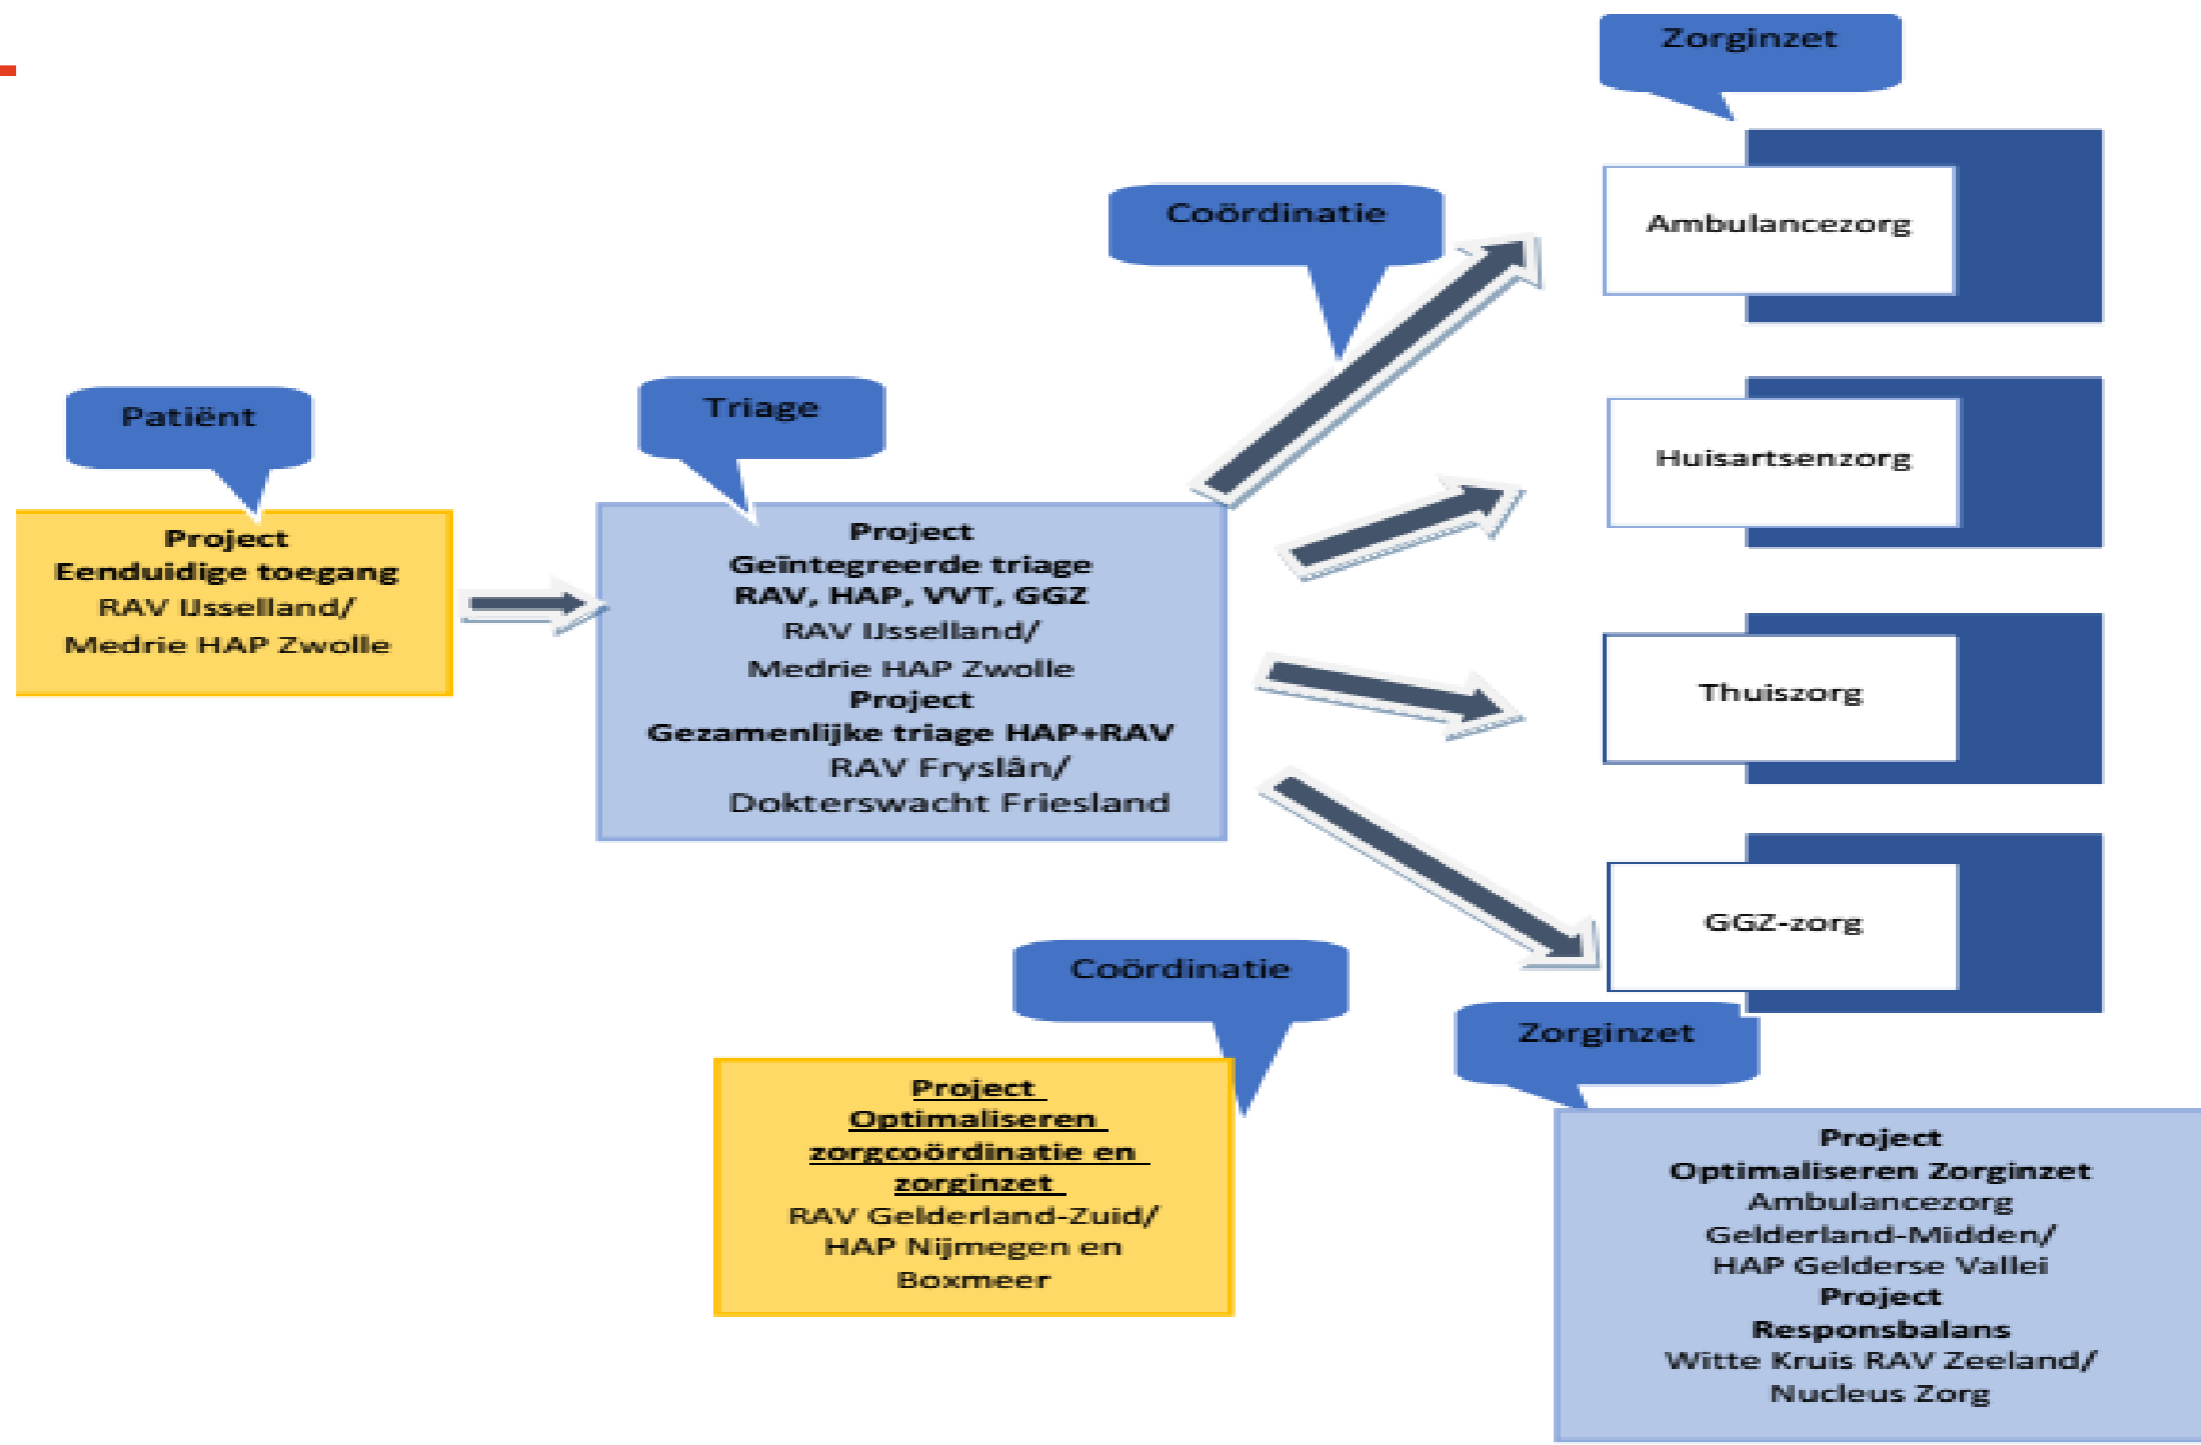 Zorginzet
Coördinatie
Ambulancezorg
Patiënt
Triage
Huisartsenzorg
Project
Eenduidige toegang
RAV IJsselland/
Medrie HAP Zwolle
Project
Geïntegreerde triage
RAV, HAP, VVT, GGZ
RAV IJsselland/
Medrie HAP Zwolle
Project
Gezamenlijke triage HAP+RAV
RAV Fryslân/
Dokterswacht Friesland
Thuiszorg
GGZ-zorg
Coördinatie
Project
Optimaliseren
zorgcoördinatie en
zorginzet
RAV Gelderland-Zuid/
HAP Nijmegen en
Boxmeer
Zorginzet
Project
Optimaliseren Zorginzet
Ambulancezorg
Gelderland-Midden/
HAP Gelderse Vallei
Project
Responsbalans
Witte Kruis RAV Zeeland/
Nucleus Zorg